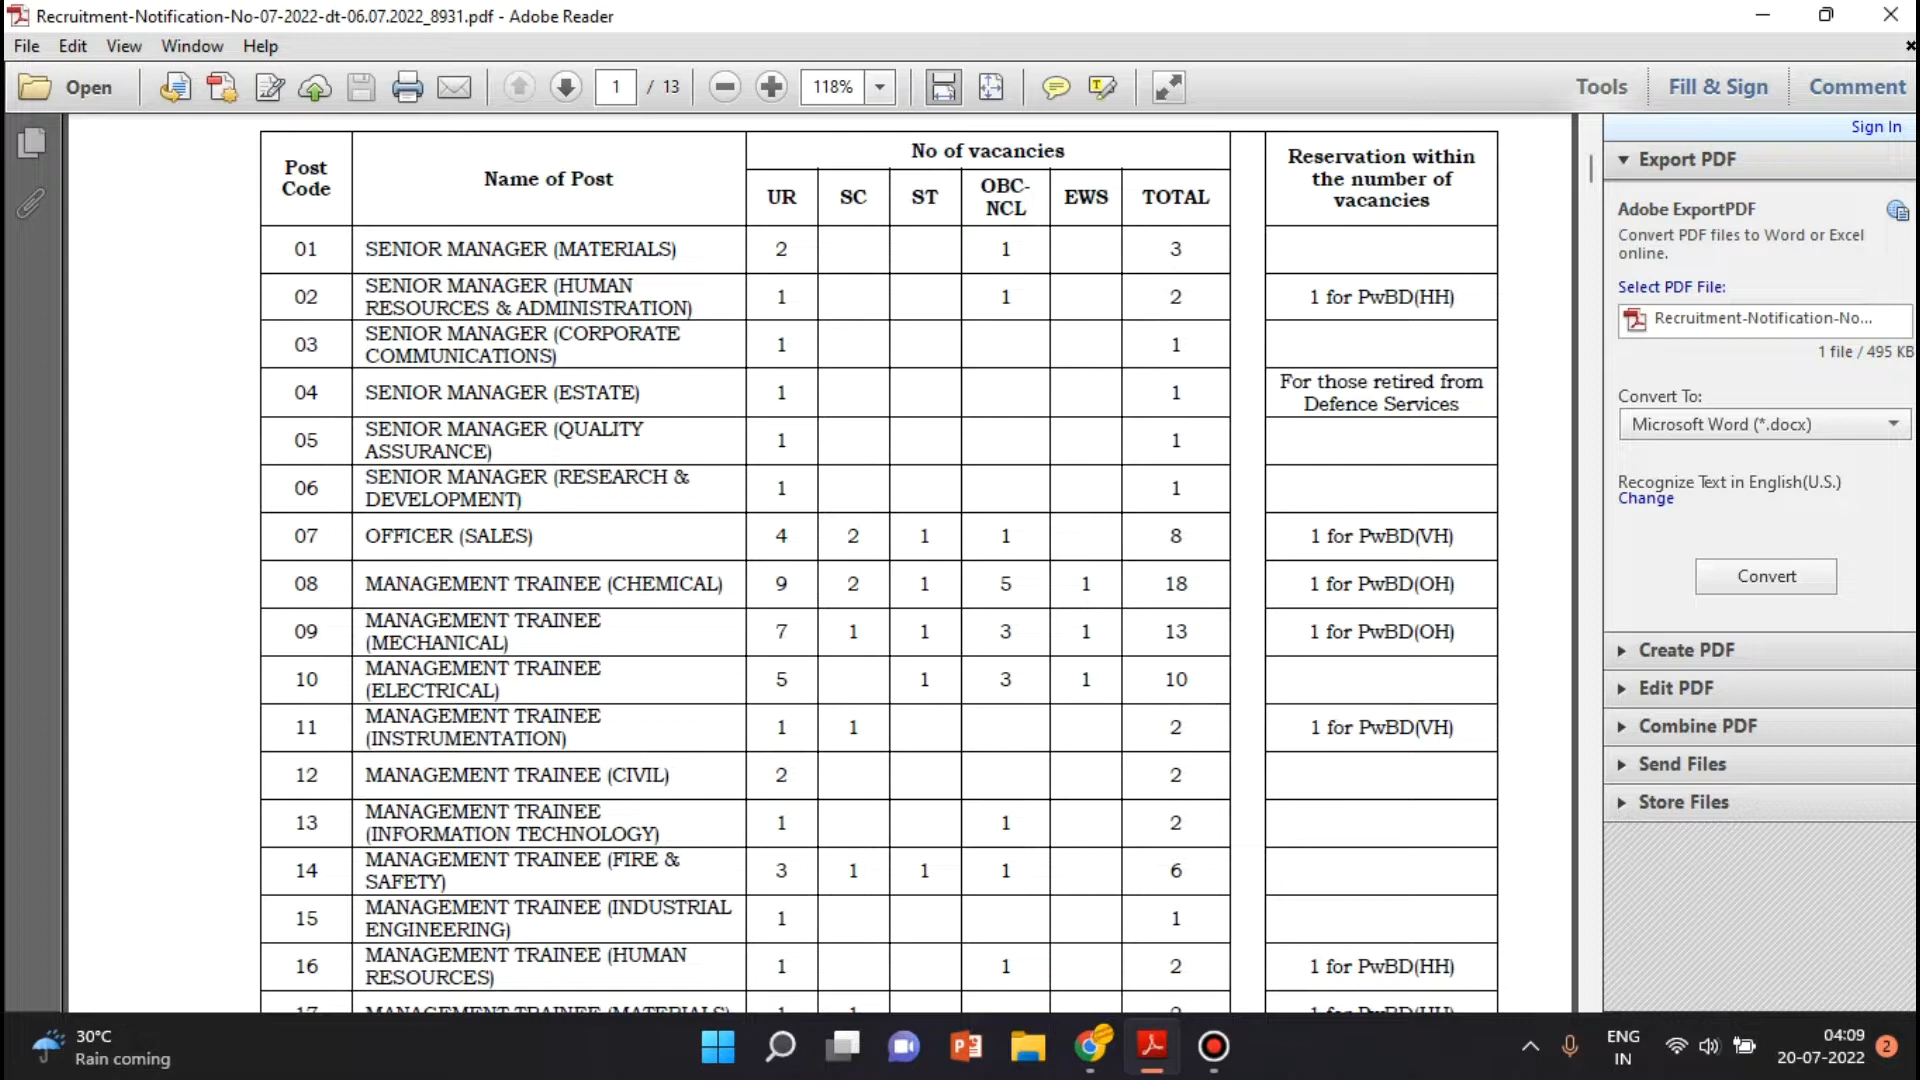 Recruitment-Notification-No-07-2022-dt-06.07.2022_8931.pdf - Adobe Reader
File Edit View Window Help
Open 1 / 13 118% Tools Fill & Sign Comment
Sign In
Export PDF
Adobe ExportPDF
Convert PDF files to Word or Excel
online.
Select PDF File:
Recruitment-Notification-No...
1 file / 495 KB
Convert To:
Microsoft Word (*.docx)
Recognize Text in English(U.S.)
Change
Convert
Create PDF
Edit PDF
Combine PDF
Send Files
Store Files
Post
Code
Name of Post
No of vacancies
UR SC ST OBC-
NCL EWS TOTAL
Reservation within
the number of
vacancies
01 SENIOR MANAGER (MATERIALS) 2 1 3
02 SENIOR MANAGER (HUMAN
RESOURCES & ADMINISTRATION) 1 1 2 1 for PwBD(HH)
03 SENIOR MANAGER (CORPORATE
COMMUNICATIONS) 1 1
04 SENIOR MANAGER (ESTATE) 1 1 For those retired from
Defence Services
05 SENIOR MANAGER (QUALITY
ASSURANCE) 1 1
06 SENIOR MANAGER (RESEARCH &
DEVELOPMENT) 1 1
07 OFFICER (SALES) 4 2 1 1 8 1 for PwBD(VH)
08 MANAGEMENT TRAINEE (CHEMICAL) 9 2 1 5 1 18 1 for PwBD(OH)
09 MANAGEMENT TRAINEE
(MECHANICAL) 7 1 1 3 1 13 1 for PwBD(OH)
10 MANAGEMENT TRAINEE
(ELECTRICAL) 5 1 3 1 10
11 MANAGEMENT TRAINEE
(INSTRUMENTATION) 1 1 2 1 for PwBD(VH)
12 MANAGEMENT TRAINEE (CIVIL) 2 2
13 MANAGEMENT TRAINEE
(INFORMATION TECHNOLOGY) 1 1 2
14 MANAGEMENT TRAINEE (FIRE &
SAFETY) 3 1 1 1 6
15 MANAGEMENT TRAINEE (INDUSTRIAL
ENGINEERING) 1 1
16 MANAGEMENT TRAINEE (HUMAN
RESOURCES) 1 1 2 1 for PwBD(HH)
17 MANAGEMENT TRAINEE (MATERIALS) 1 1 2 1 for PwBD(HH)
30°C
Rain coming
ENG
IN
04:09
20-07-2022
2